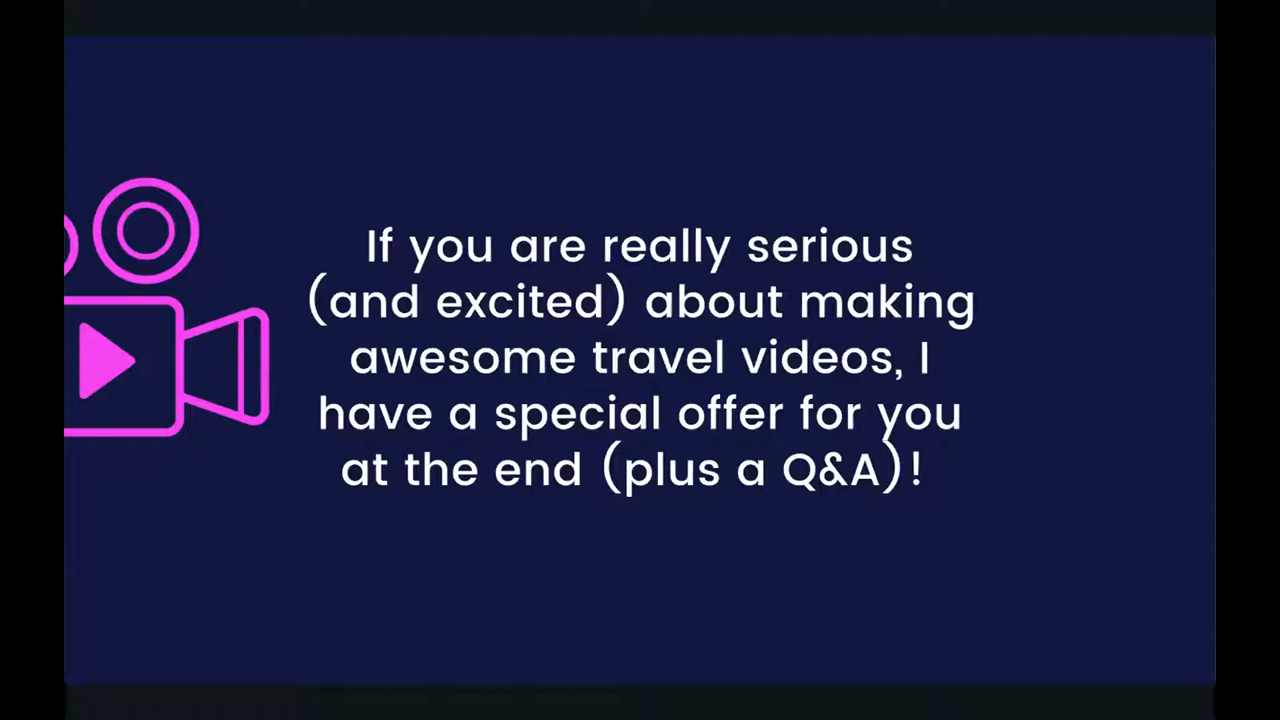 If you are really serious
(and excited) about making
awesome travel videos, I
have a special offer for you
at the end (plus a Q&A)!